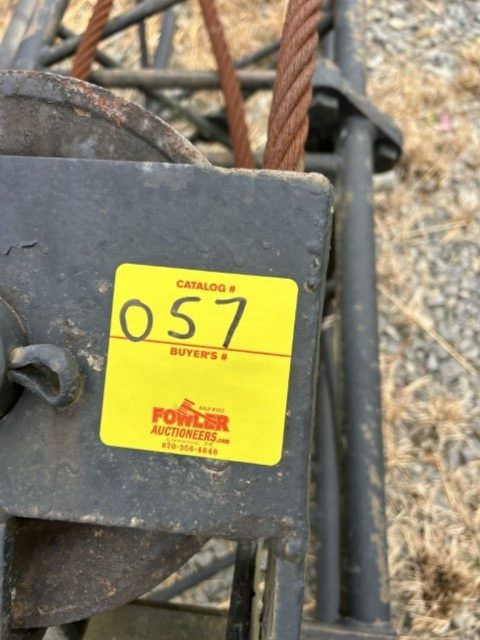 CATALOG #
057
BUYER'S #
FOWLER
AUCTIONEERS.com
870-356-4848